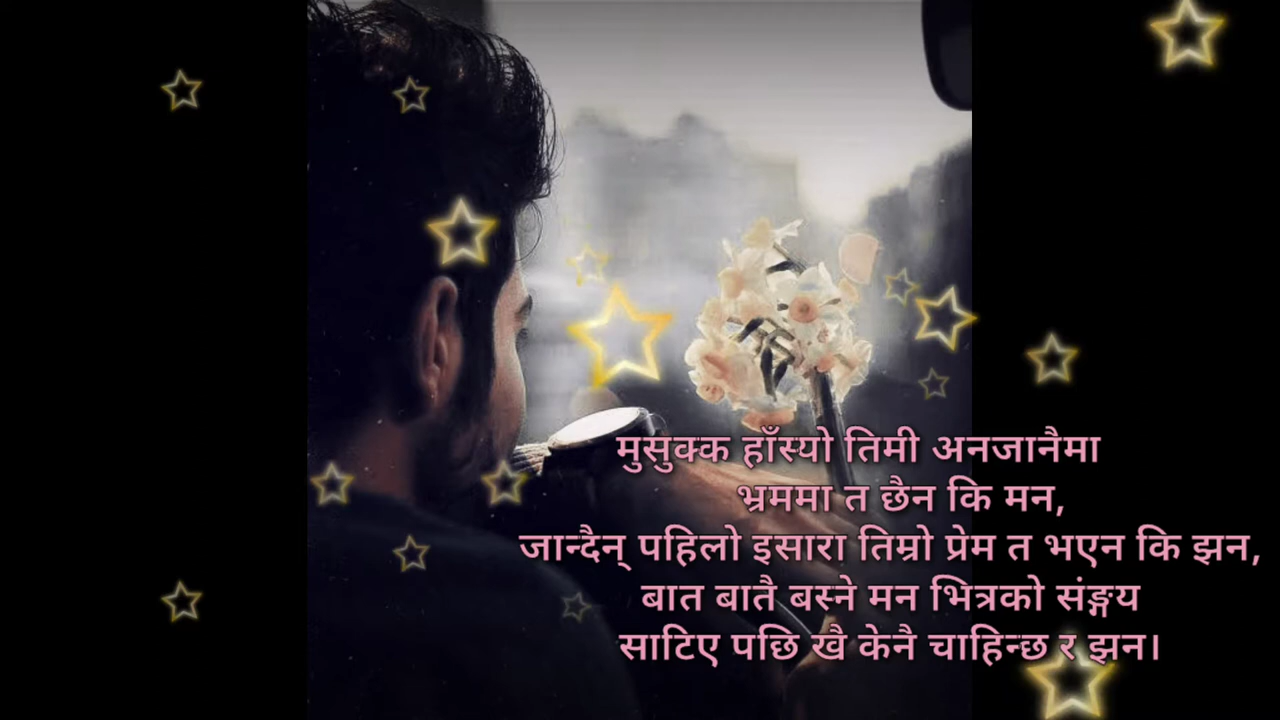 मुसुक्क हाँस्यो तिमी अनजानैमा
भ्रममा त छैन कि मन,
जान्दैन् पहिलो इसारा तिम्रो प्रेम त भएन कि झन,
बात बातै बस्ने मन भित्रको संङ्गय
साटिए पछि खै केनै चाहिन्छ र झन।